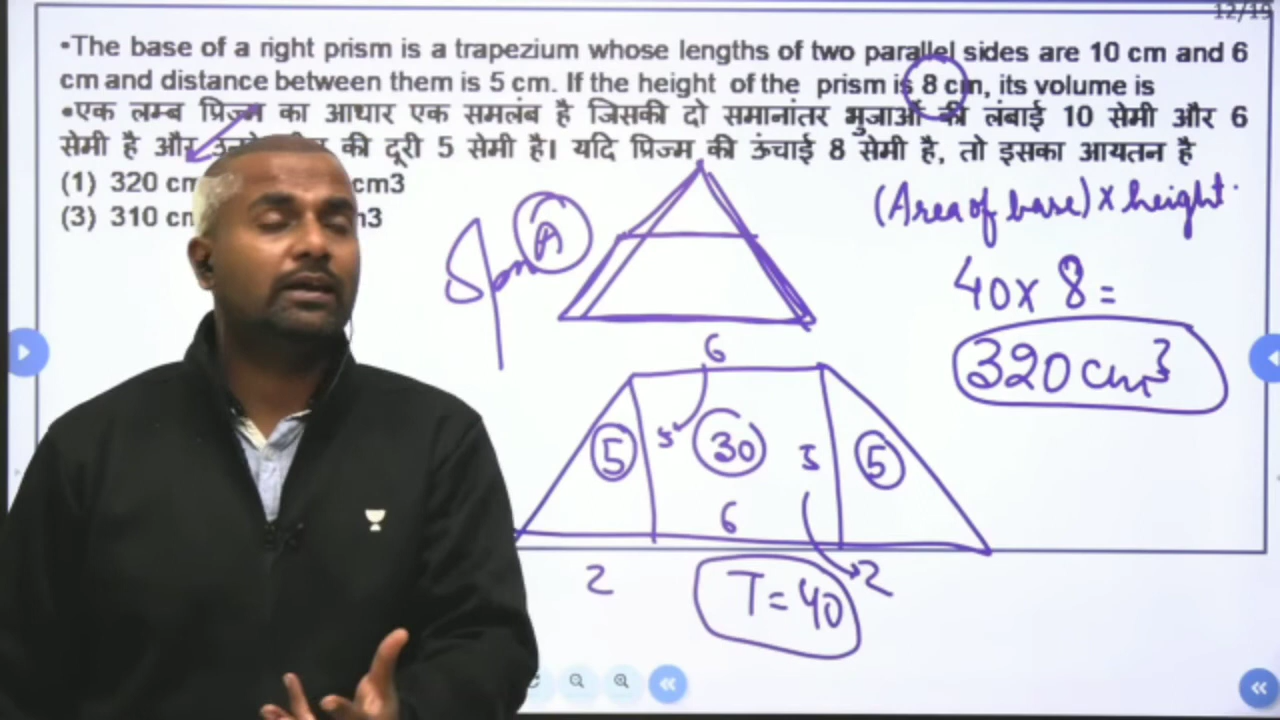 12/19
•The base of a right prism is a trapezium whose lengths of two parallel sides are 10 cm and 6
cm and distance between them is 5 cm. If the height of the prism is 8 cm, its volume is
•एक लम्ब प्रिज्म का आधार एक समलंब है जिसकी दो समानांतर भुजाओं की लंबाई 10 सेमी और 6
सेमी है और की दूरी 5 सेमी है। यदि प्रिज्म की ऊंचाई 8 सेमी है, तो इसका आयतन है
(1) 320 cm3
(3) 310
(Area of base) x height.
A
40 x 8 =
320 cm³
6
5 5 30 5 5
6
2 T = 40 2